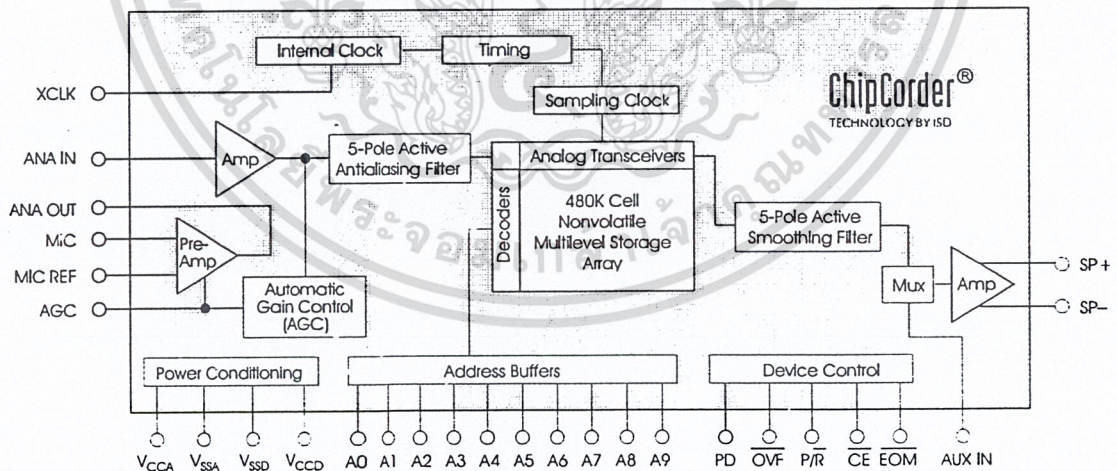 Internal Clock
Timing
XCLK
Sampling Clock
ChipCorder®
TECHNOLOGY BY ISD
ANA IN
Amp
5-Pole Active
Antialiasing Filter
Analog Transceivers
ANA OUT
Decoders
480K Cell
Nonvolatile
Multilevel Storage
Array
5-Pole Active
Smoothing Filter
MIC
Pre-
Amp
MIC REF
Automatic
Gain Control
(AGC)
AGC
Mux
Amp
SP+
SP–
Power Conditioning
Address Buffers
Device Control
VCCA VSSA VSSD VCCD A0 A1 A2 A3 A4 A5 A6 A7 A8 A9 PD OVF P/R CE EOM AUX IN